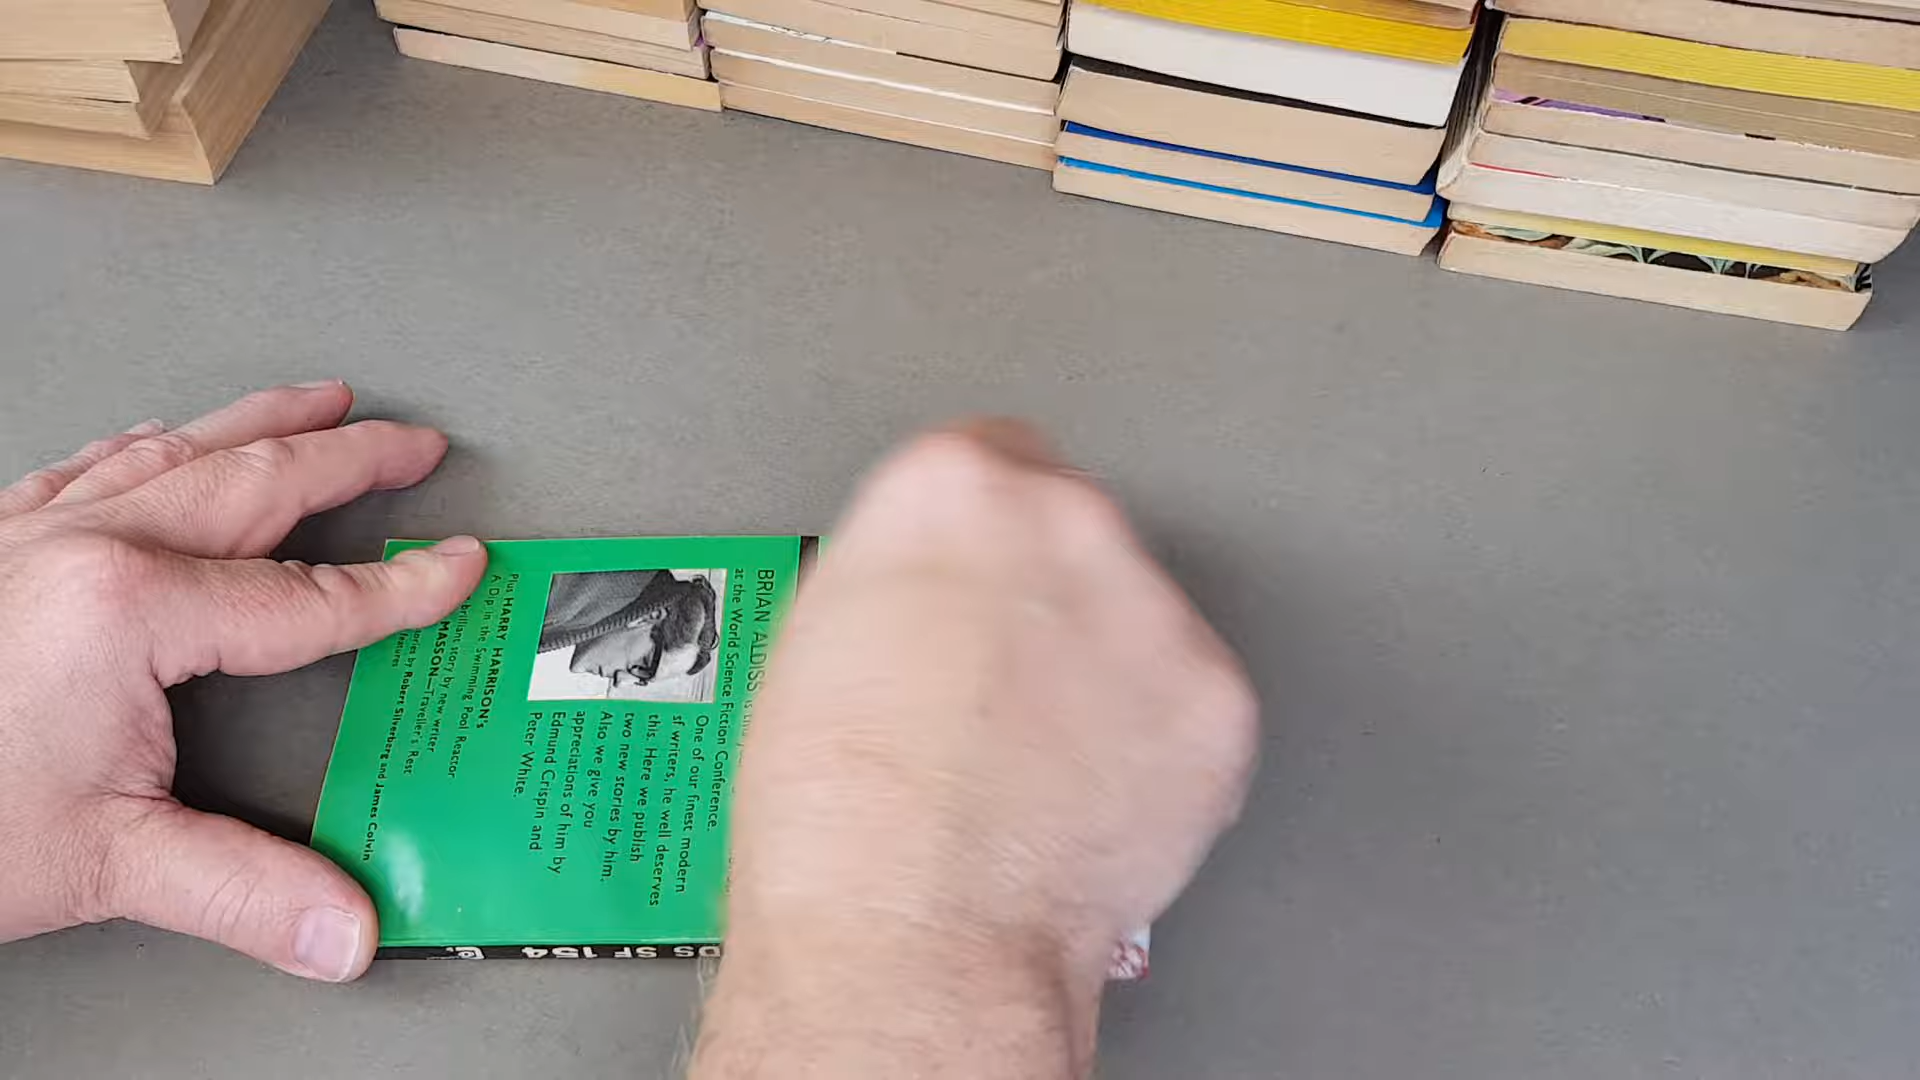 BRIAN ALDISS is
at the World Science Fiction Conference.
One of our finest modern
sf writers, he well deserves
this. Here we publish
two new stories by him.
Also we give you
appreciations of him by
Edmund Crispin and
Peter White.
Plus HARRY HARRISON'S
A Dip in the Swimming Pool Reactor
brilliant story by new writer
MASSON—Traveller's Rest
stories by Robert Silverberg and James Colvin
features
DS SF 154